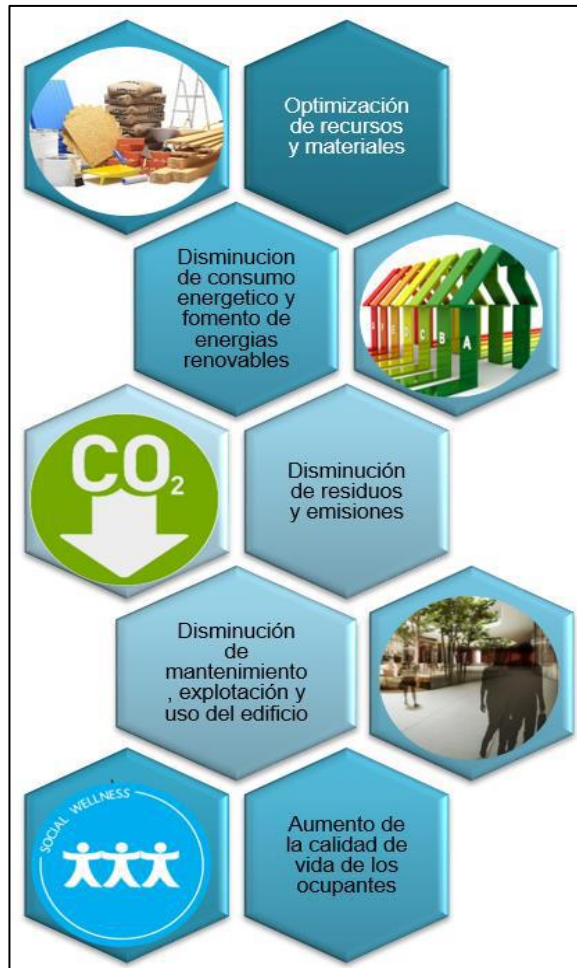 Optimización
de recursos
y materiales
Disminucion
de consumo
energetico y
fomento de
energias
renovables
C B A
CO₂
Disminución
de residuos
y emisiones
Disminución
de
mantenimiento
, explotación y
uso del edificio
SOCIAL WELLNESS
Aumento de
la calidad de
vida de los
ocupantes